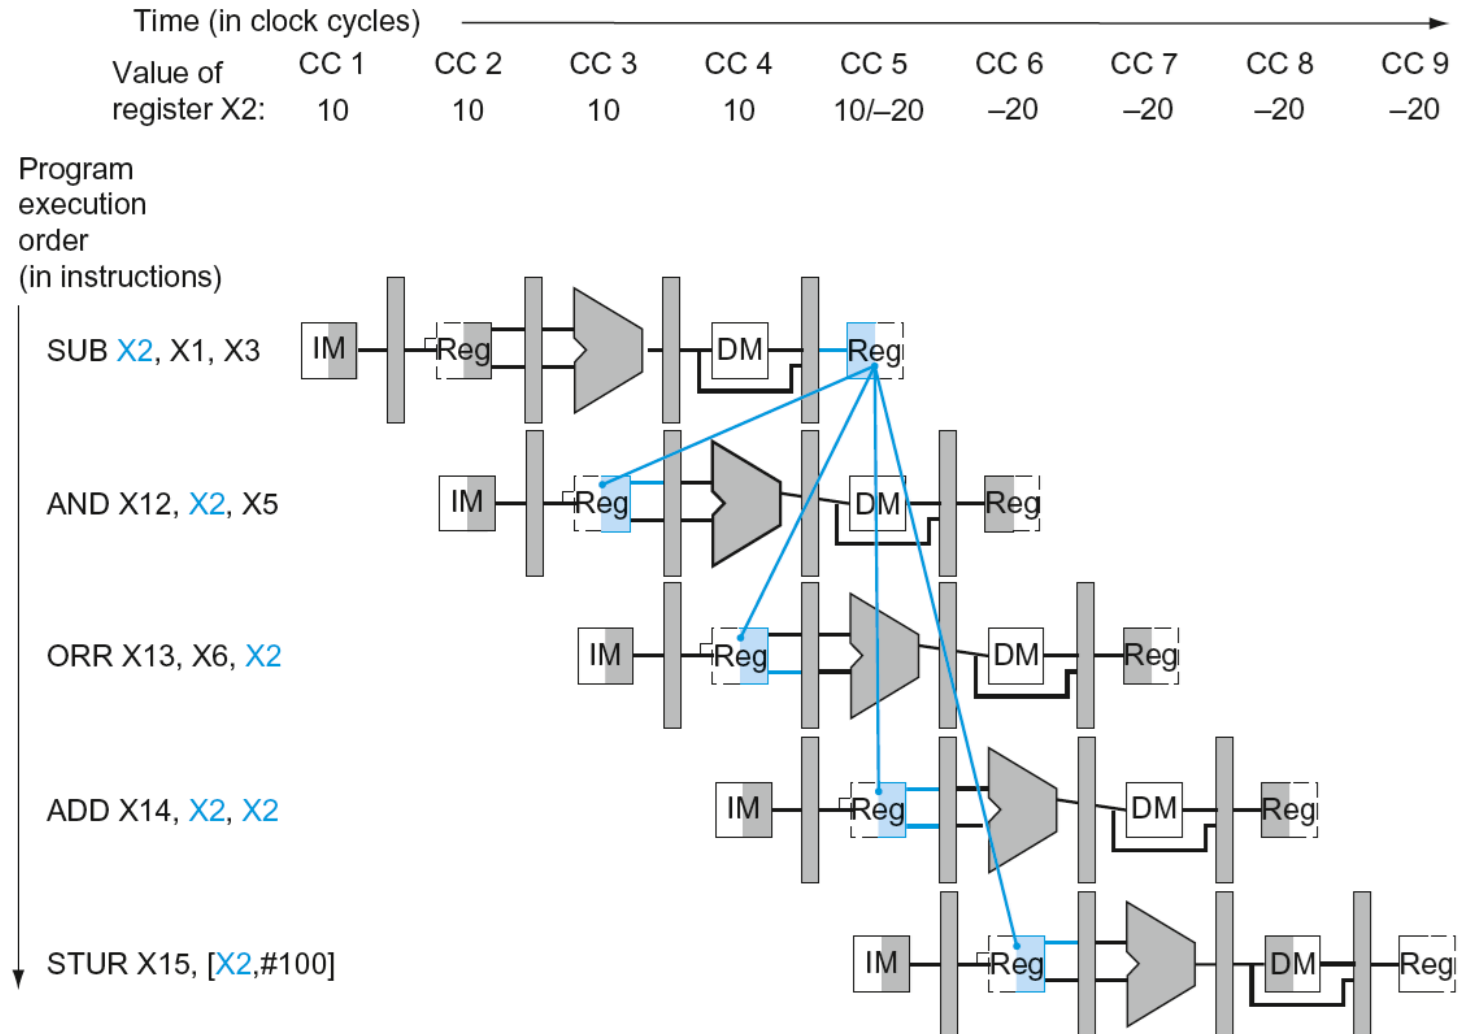 Time (in clock cycles)
Value of register X2:
CC 1 CC 2 CC 3 CC 4 CC 5 CC 6 CC 7 CC 8 CC 9
10 10 10 10 10/–20 –20 –20 –20 –20
Program
execution
order
(in instructions)
SUB X2, X1, X3
IM Reg DM Reg
AND X12, X2, X5
IM Reg DM Reg
ORR X13, X6, X2
IM Reg DM Reg
ADD X14, X2, X2
IM Reg DM Reg
STUR X15, [X2,#100]
IM Reg DM Reg